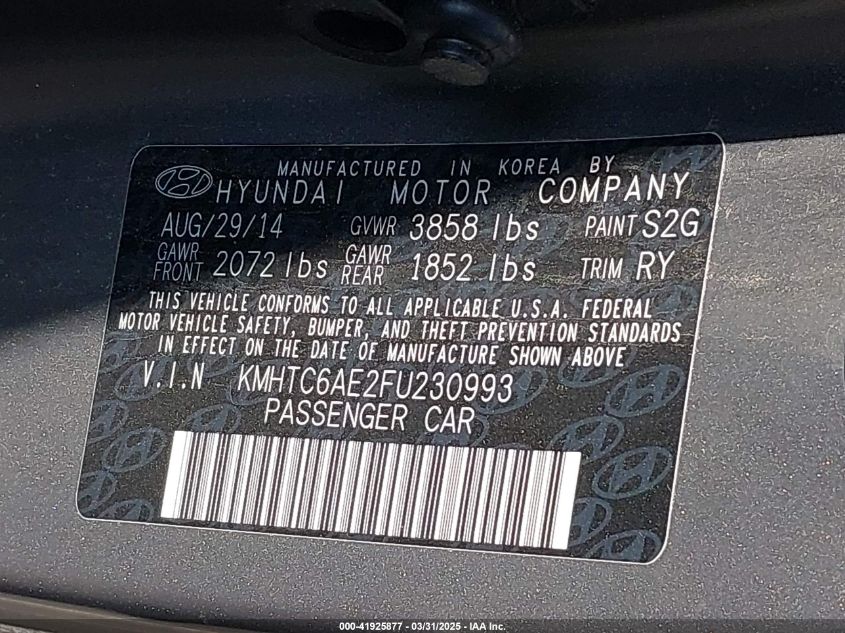 MANUFACTURED IN KOREA BY
HYUNDAI MOTOR COMPANY
AUG/29/14 GVWR 3858 lbs PAINT S2G
GAWR FRONT 2072 lbs GAWR REAR 1852 lbs TRIM RY
THIS VEHICLE CONFORMS TO ALL APPLICABLE U.S.A. FEDERAL
MOTOR VEHICLE SAFETY, BUMPER, AND THEFT PREVENTION STANDARDS
IN EFFECT ON THE DATE OF MANUFACTURE SHOWN ABOVE
V.I.N KMHTC6AE2FU230993
PASSENGER CAR
000-41925877 - 03/31/2025 - IAA Inc.